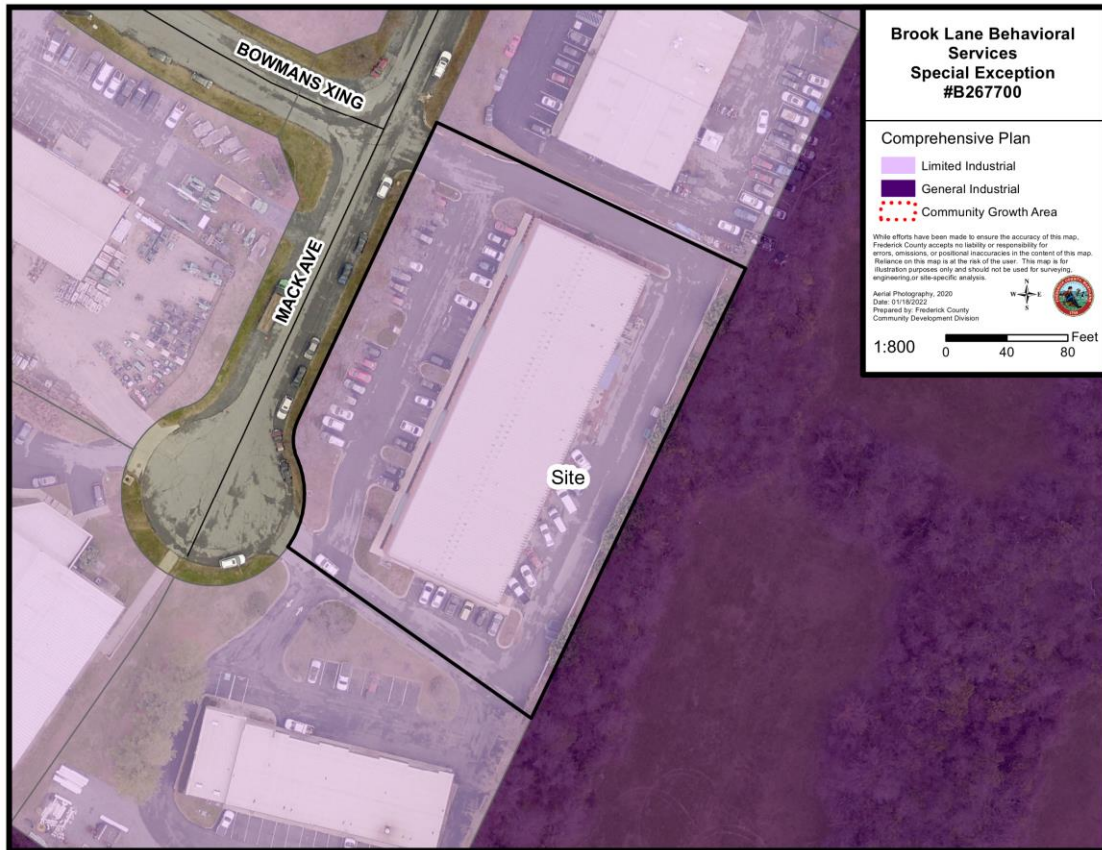 Brook Lane Behavioral
Services
Special Exception
#B267700
Comprehensive Plan
Limited Industrial
General Industrial
Community Growth Area
While efforts have been made to ensure the accuracy of this map,
Frederick County accepts no liability or responsibility for
errors, omissions, or positional inaccuracies in the content of this map.
Reliance on this map is at the risk of the user. This map is for
illustration purposes only and should not be used for surveying,
engineering,or site-specific analysis.
Aerial Photography, 2020
Date: 01/18/2022
Prepared by: Frederick County
Community Development Division
N
W E
S
1:800
0 40 80 Feet
BOWMANS XING
MACK AVE
Site